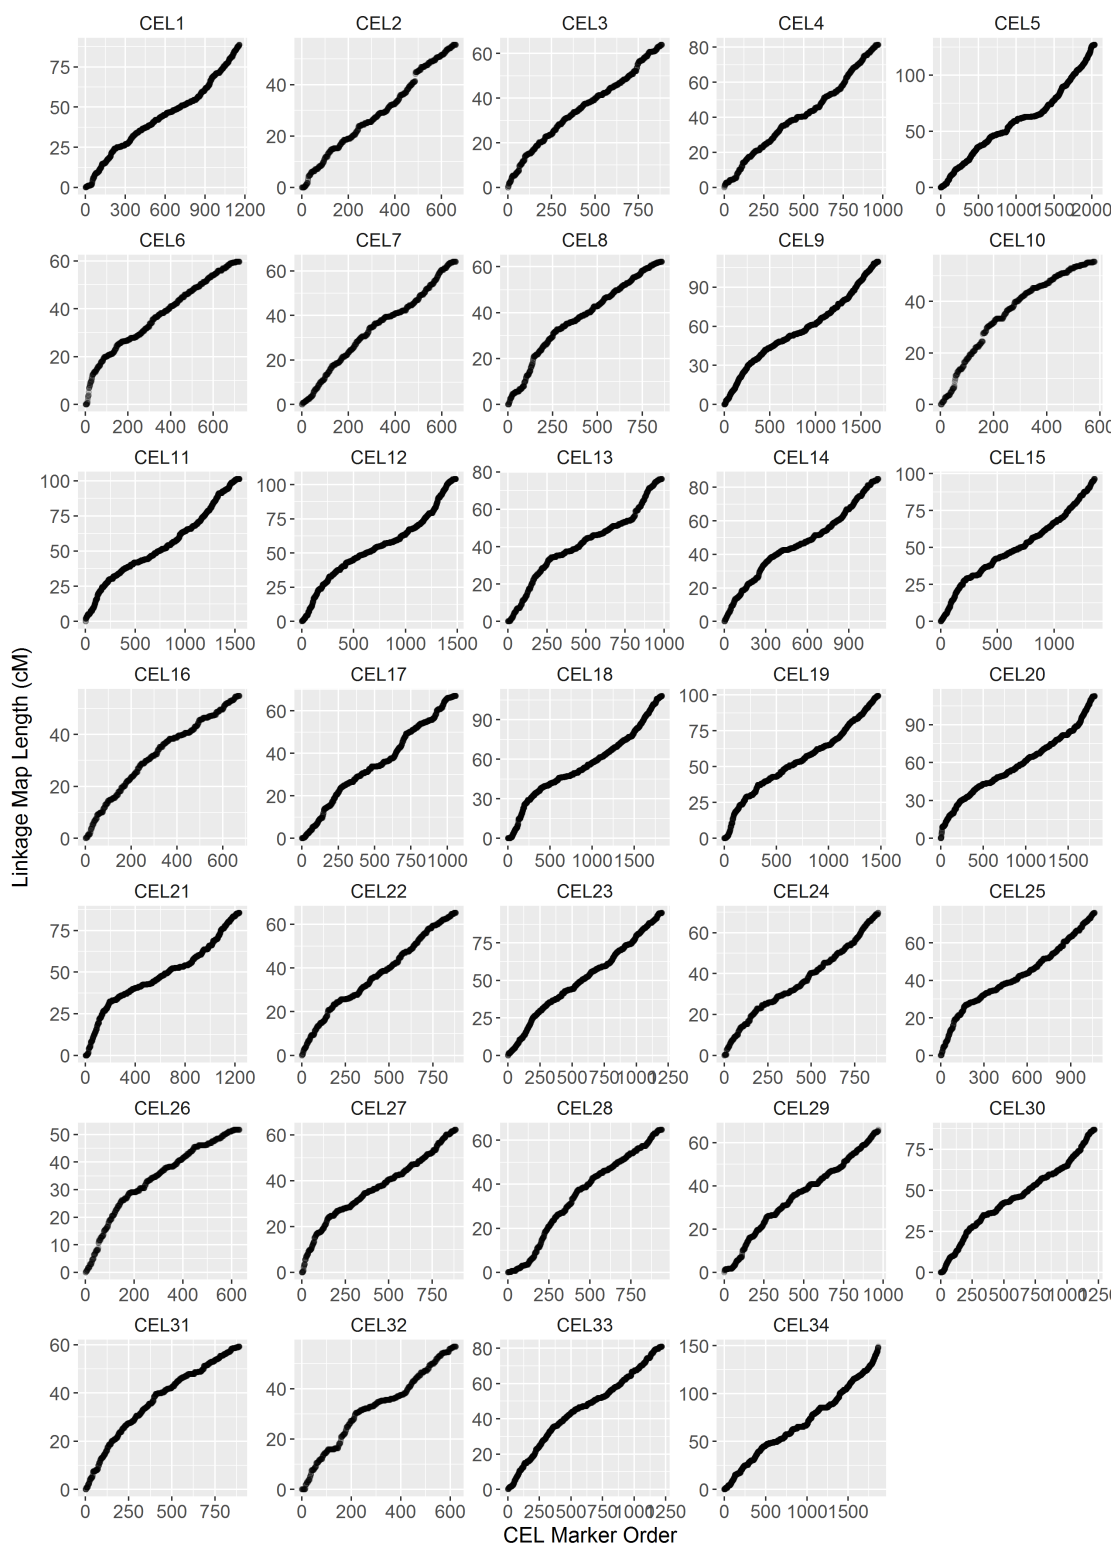 CEL1 CEL2 CEL3 CEL4 CEL5
75 50 25 0
40 20 0
60 40 20 0
80 60 40 20 0
100 50 0
0 300 600 900 1200
0 200 400 600
0 250 500 750
0 250 500 750 1000
0 500 1000 1500 2000
CEL6 CEL7 CEL8 CEL9 CEL10
60 40 20 0
60 40 20 0
60 40 20 0
90 60 30 0
40 20 0
0 200 400 600
0 200 400 600
0 250 500 750
0 500 1000 1500
0 200 400 600
CEL11 CEL12 CEL13 CEL14 CEL15
100 75 50 25 0
100 75 50 25 0
80 60 40 20 0
80 60 40 20 0
100 75 50 25 0
0 500 1000 1500
0 500 1000 1500
0 250 500 750 1000
0 300 600 900
0 500 1000
Linkage Map Length (cM)
CEL16 CEL17 CEL18 CEL19 CEL20
40 20 0
60 40 20 0
90 60 30 0
100 75 50 25 0
90 60 30 0
0 200 400 600
0 250 500 750 1000
0 500 1000 1500
0 500 1000 1500
0 500 1000 1500
CEL21 CEL22 CEL23 CEL24 CEL25
75 50 25 0
60 40 20 0
75 50 25 0
60 40 20 0
60 40 20 0
0 400 800 1200
0 250 500 750
0 250 500 750 1000 1250
0 250 500 750
0 300 600 900
CEL26 CEL27 CEL28 CEL29 CEL30
50 40 30 20 10 0
60 40 20 0
60 40 20 0
60 40 20 0
75 50 25 0
0 200 400 600
0 250 500 750
0 250 500 750
0 250 500 750 1000
0 250 500 750 1000 1250
CEL31 CEL32 CEL33 CEL34
60 40 20 0
40 20 0
80 60 40 20 0
150 100 50 0
0 250 500 750
0 200 400 600
0 250 500 750 1000 1250
0 500 1000 1500
CEL Marker Order